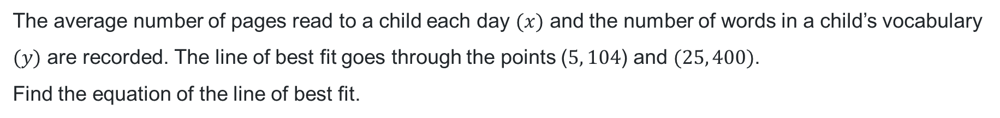 The average number of pages read to a child each day (x) and the number of words in a child’s vocabulary
(y) are recorded. The line of best fit goes through the points (5, 104) and (25, 400).
Find the equation of the line of best fit.